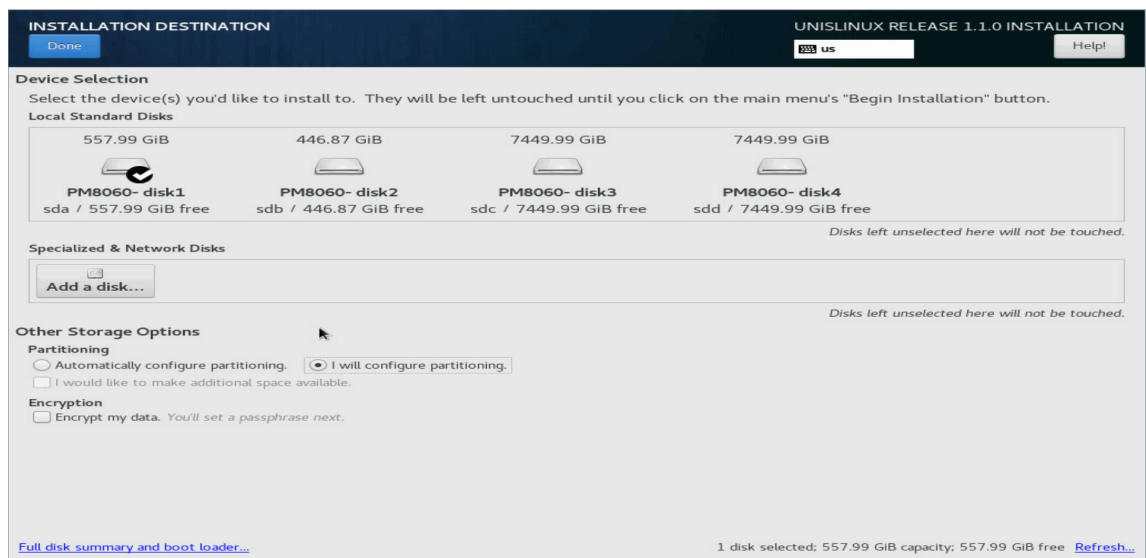 INSTALLATION DESTINATION
UNISLINUX RELEASE 1.1.0 INSTALLATION
Done
us
Help!
Device Selection
Select the device(s) you'd like to install to. They will be left untouched until you click on the main menu's "Begin Installation" button.
Local Standard Disks
557.99 GiB 446.87 GiB 7449.99 GiB 7449.99 GiB
PM8060- disk1 PM8060- disk2 PM8060- disk3 PM8060- disk4
sda / 557.99 GiB free sdb / 446.87 GiB free sdc / 7449.99 GiB free sdd / 7449.99 GiB free
Disks left unselected here will not be touched.
Specialized & Network Disks
Add a disk...
Disks left unselected here will not be touched.
Other Storage Options
Partitioning
Automatically configure partitioning. I will configure partitioning.
I would like to make additional space available.
Encryption
Encrypt my data. You'll set a passphrase next.
Full disk summary and boot loader... 1 disk selected; 557.99 GiB capacity; 557.99 GiB free Refresh...